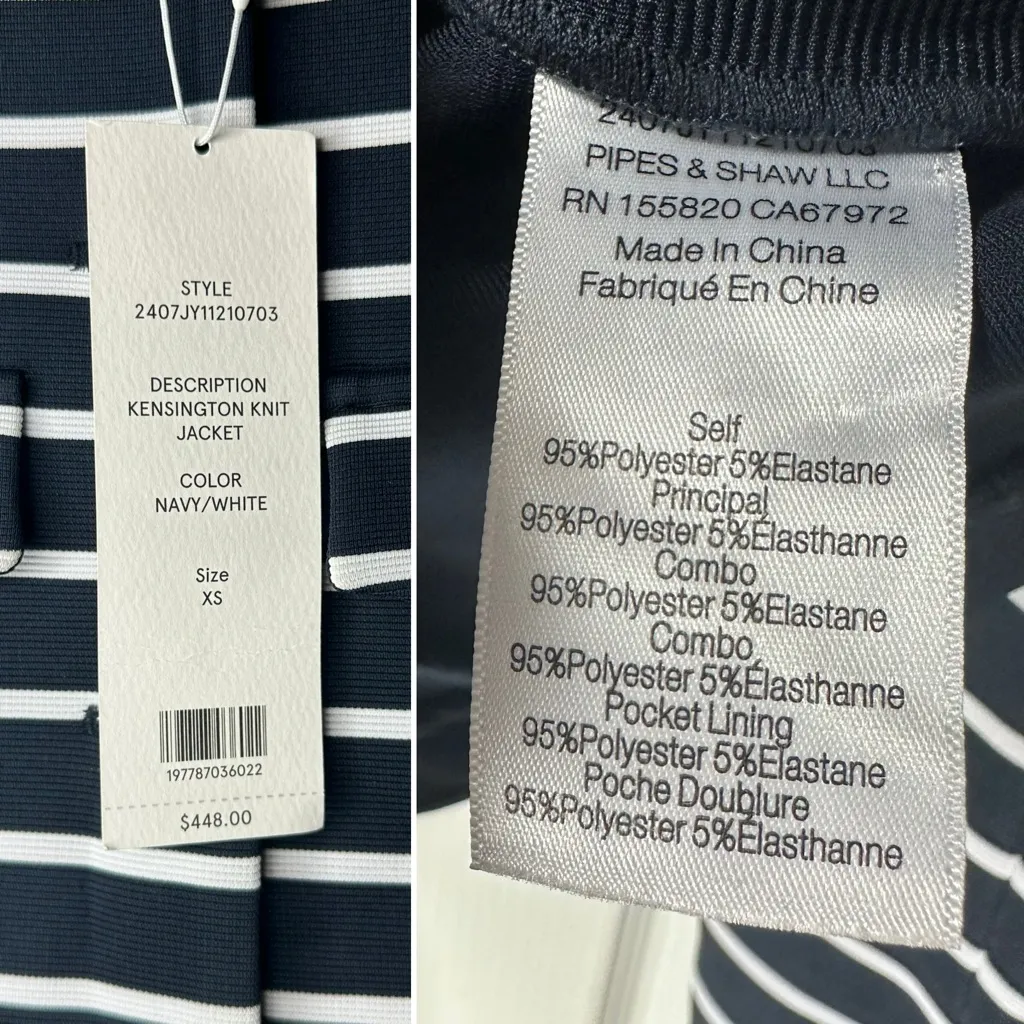 STYLE
2407JY11210703
DESCRIPTION
KENSINGTON KNIT
JACKET
COLOR
NAVY/WHITE
Size
XS
197787036022
$448.00
2407JY11210703
PIPES & SHAW LLC
RN 155820 CA67972
Made In China
Fabriqué En Chine
Self
95%Polyester 5%Elastane
Principal
95%Polyester 5%Élasthanne
Combo
95%Polyester 5%Elastane
Combo
95%Polyester 5%Élasthanne
Pocket Lining
95%Polyester 5%Elastane
Poche Doublure
95%Polyester 5%Élasthanne